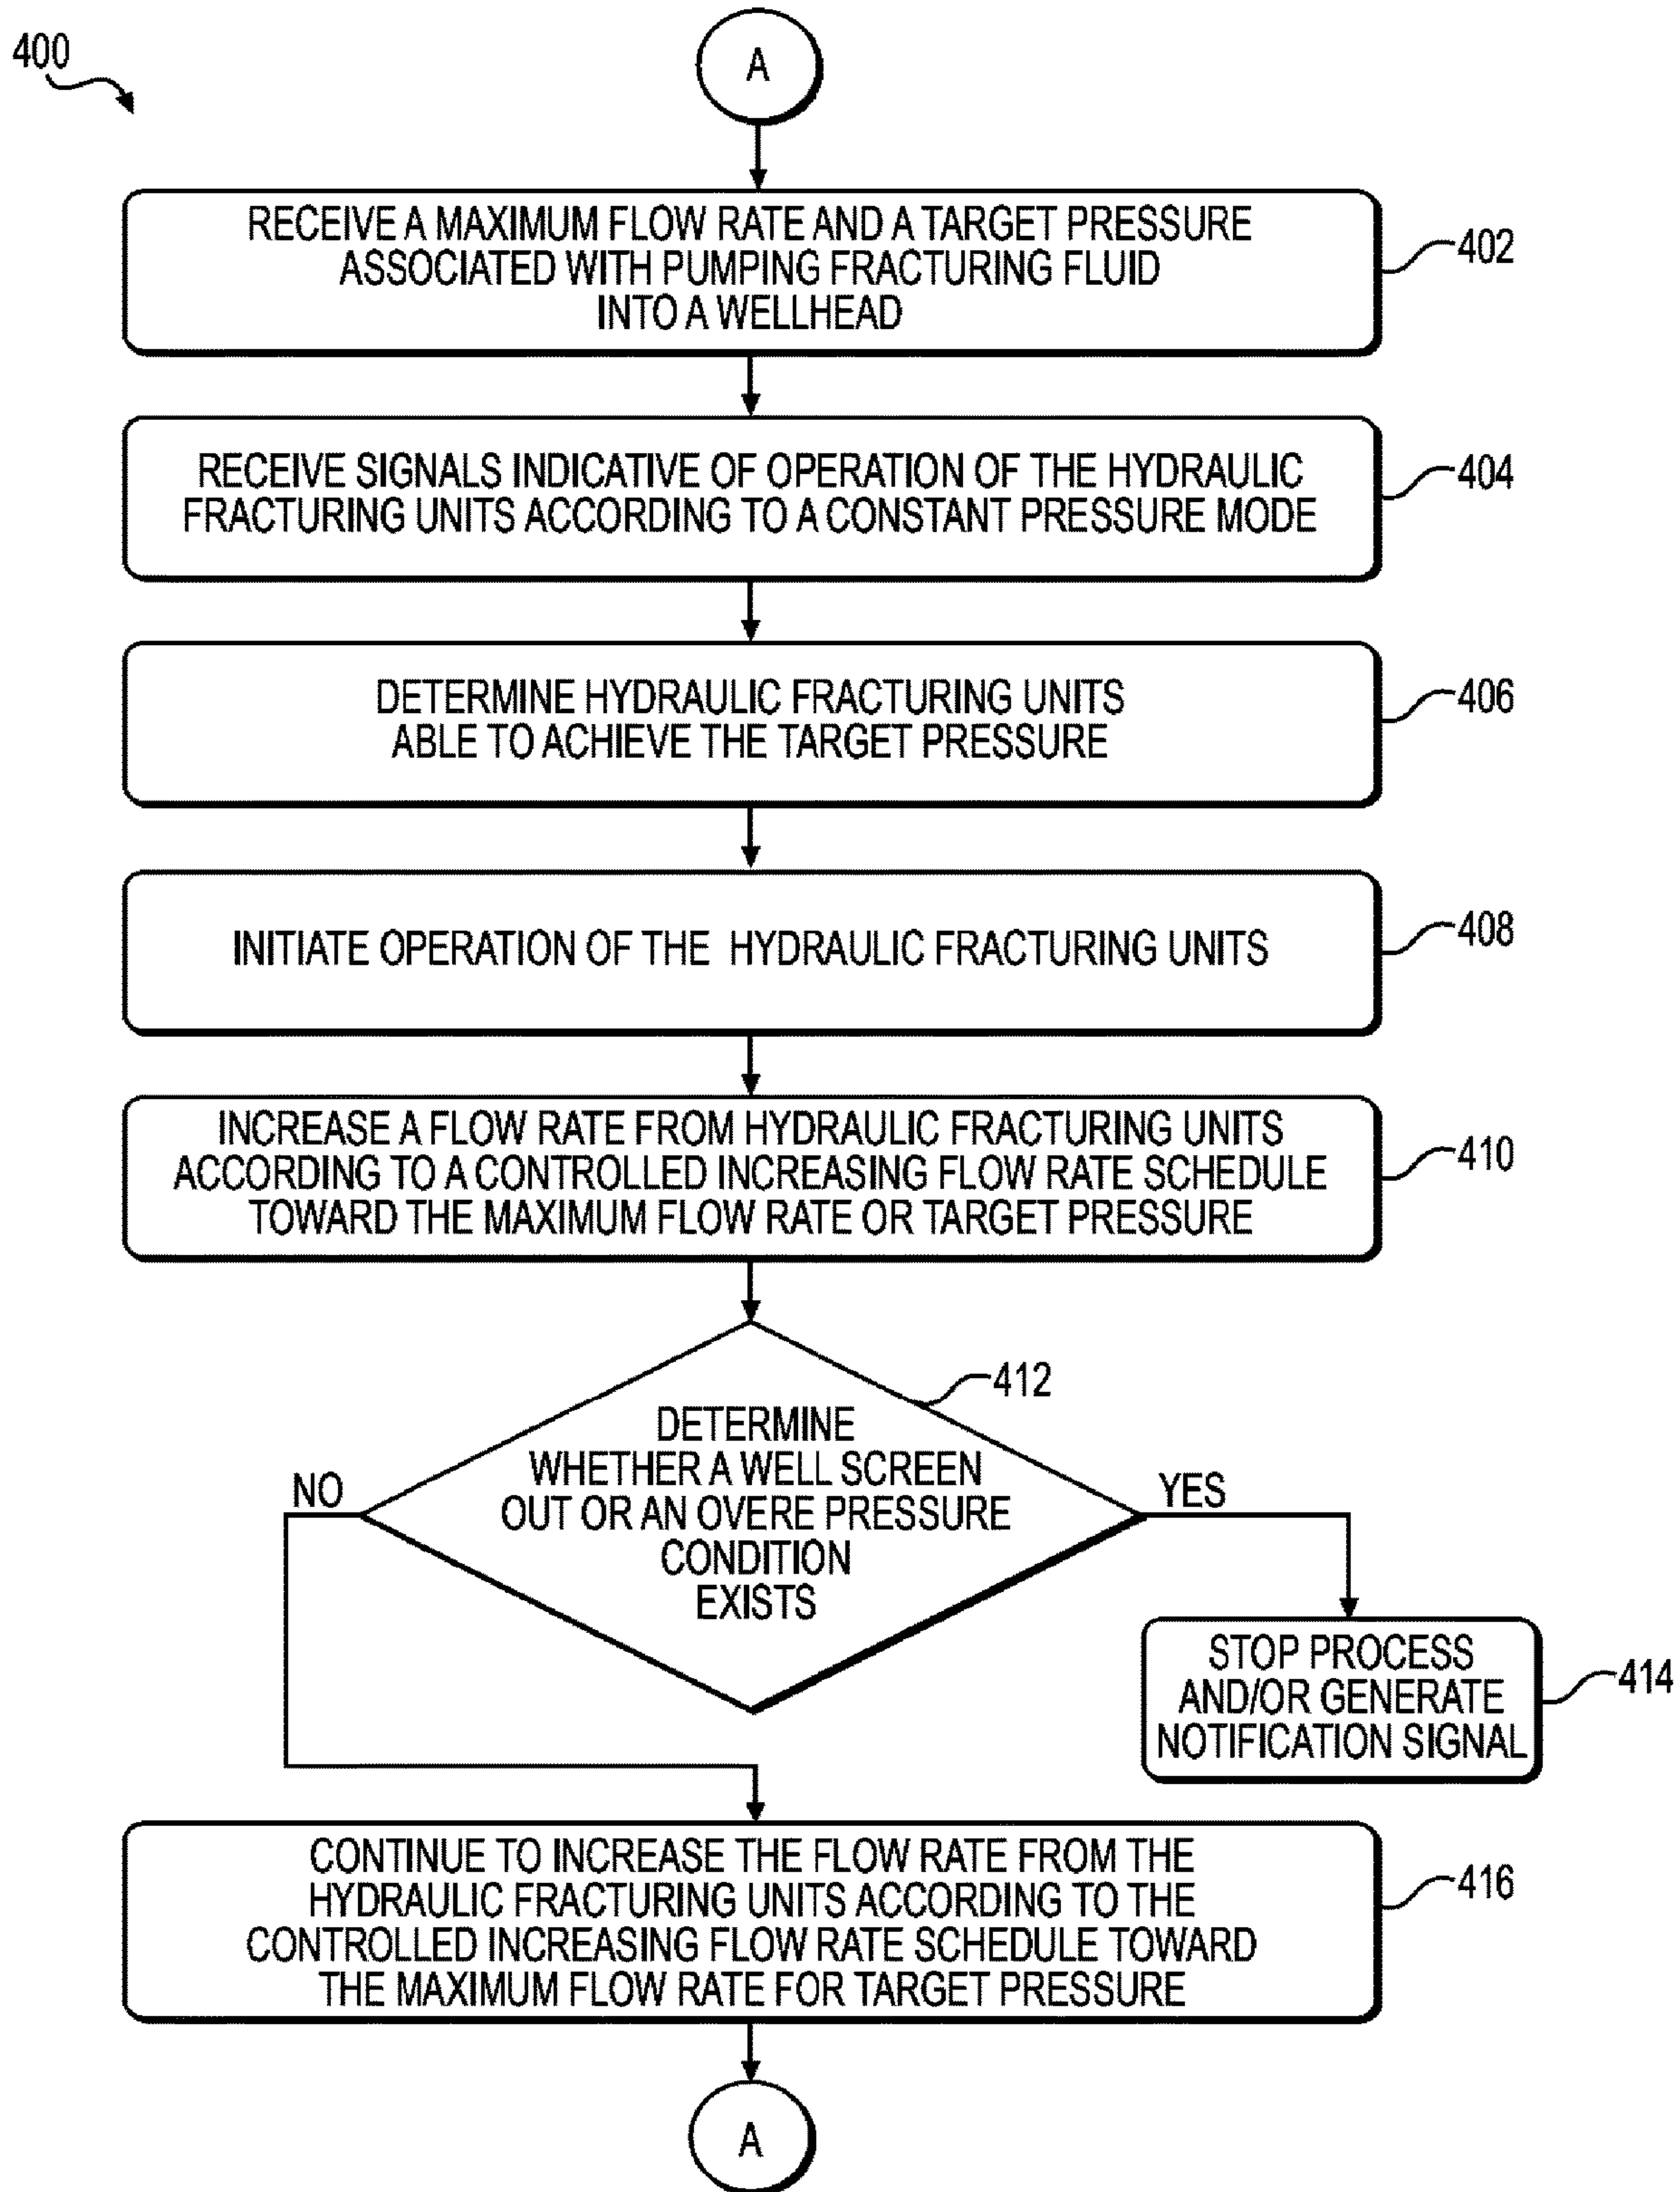 400
A
RECEIVE A MAXIMUM FLOW RATE AND A TARGET PRESSURE
ASSOCIATED WITH PUMPING FRACTURING FLUID
INTO A WELLHEAD
402
RECEIVE SIGNALS INDICATIVE OF OPERATION OF THE HYDRAULIC
FRACTURING UNITS ACCORDING TO A CONSTANT PRESSURE MODE
404
DETERMINE HYDRAULIC FRACTURING UNITS
ABLE TO ACHIEVE THE TARGET PRESSURE
406
INITIATE OPERATION OF THE HYDRAULIC FRACTURING UNITS
408
INCREASE A FLOW RATE FROM HYDRAULIC FRACTURING UNITS
ACCORDING TO A CONTROLLED INCREASING FLOW RATE SCHEDULE
TOWARD THE MAXIMUM FLOW RATE OR TARGET PRESSURE
410
412
DETERMINE
WHETHER A WELL SCREEN
OUT OR AN OVERE PRESSURE
CONDITION
EXISTS
NO
YES
STOP PROCESS
AND/OR GENERATE
NOTIFICATION SIGNAL
414
CONTINUE TO INCREASE THE FLOW RATE FROM THE
HYDRAULIC FRACTURING UNITS ACCORDING TO THE
CONTROLLED INCREASING FLOW RATE SCHEDULE TOWARD
THE MAXIMUM FLOW RATE FOR TARGET PRESSURE
416
A